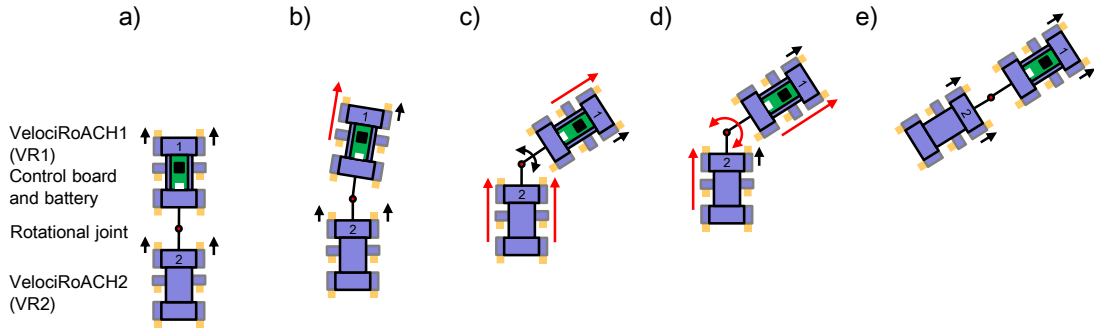 a)
b)
c)
d)
e)
VelociRoACH1
(VR1)
Control board
and battery
Rotational joint
VelociRoACH2
(VR2)
1
2
1
2
1
2
1
2
1
2